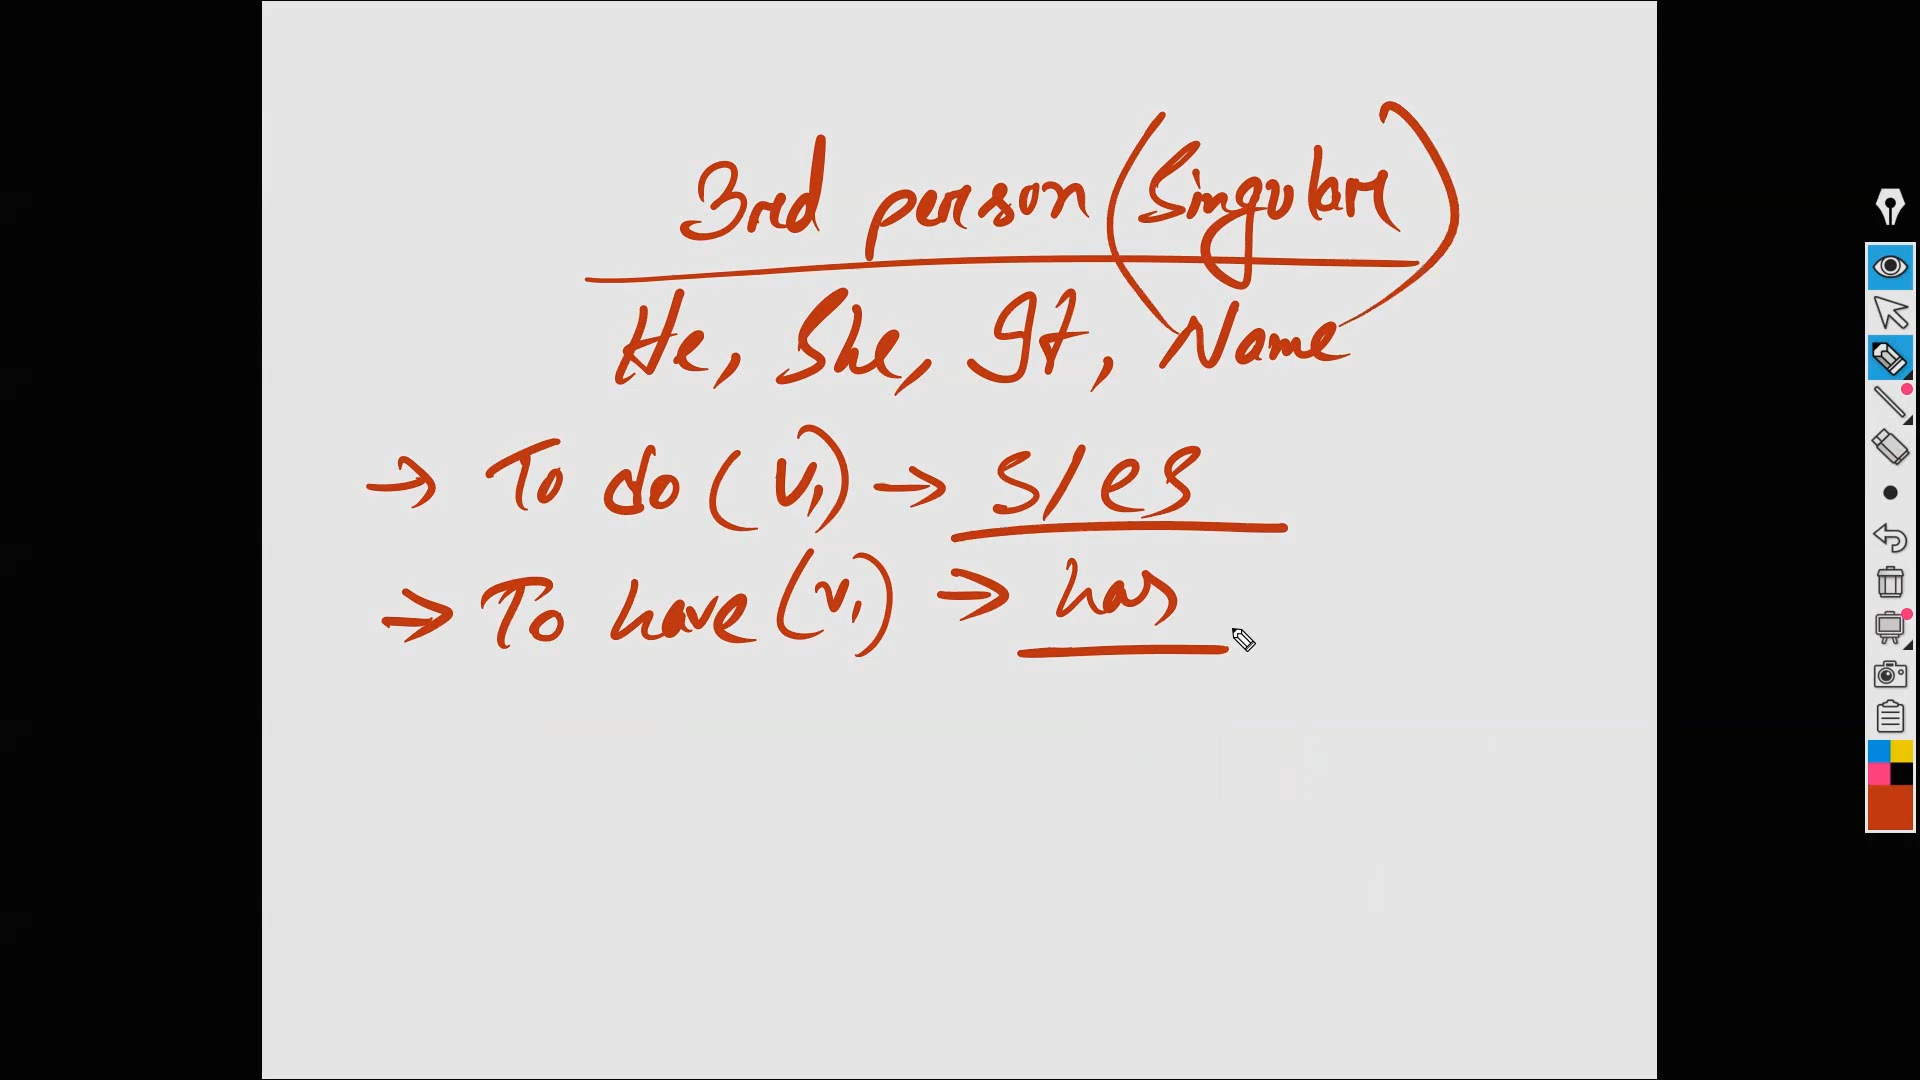 3rd person (Singular)
He, She, It, Name
→ To do (V₁) → s/es
→ To have (v₁) → has